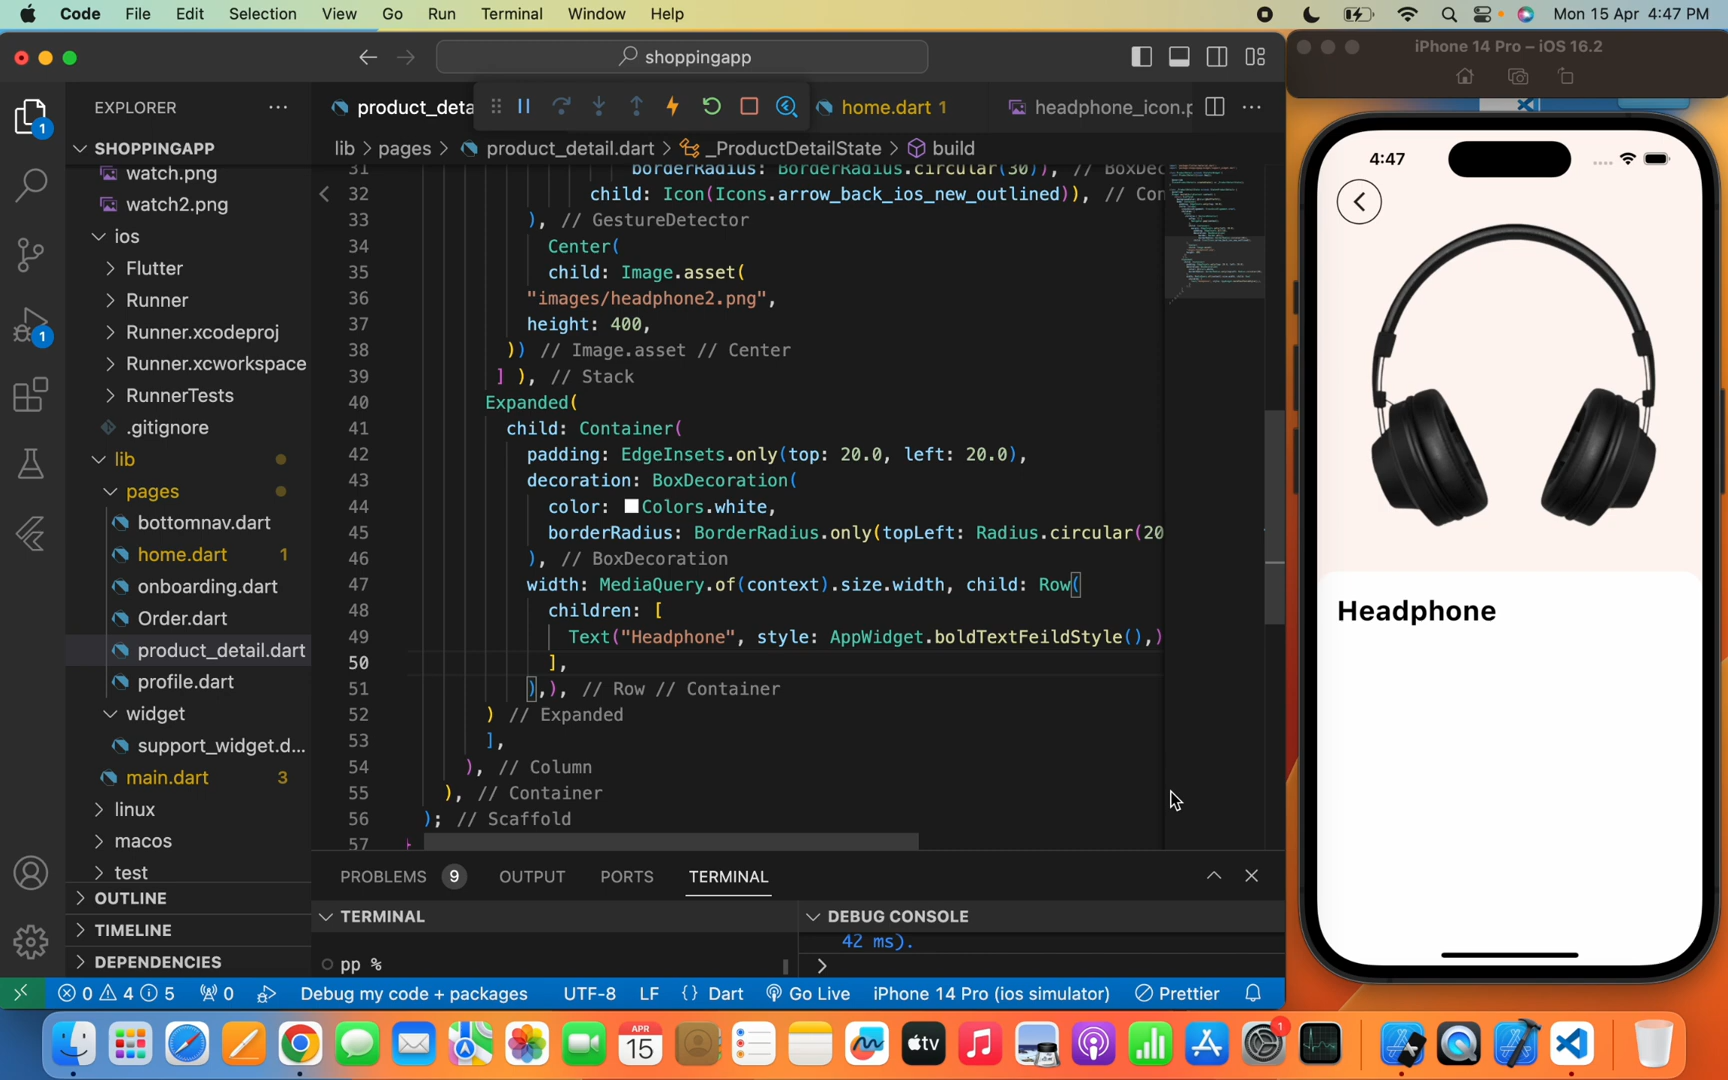 Code File Edit Selection View Go Run Terminal Window Help
Mon 15 Apr 4:47 PM
shoppingapp
iPhone 14 Pro – iOS 16.2
EXPLORER
SHOPPINGAPP
watch.png
watch2.png
ios
Flutter
Runner
Runner.xcodeproj
Runner.xcworkspace
RunnerTests
.gitignore
lib
pages
bottomnav.dart
home.dart 1
onboarding.dart
Order.dart
product_detail.dart
profile.dart
widget
support_widget.d...
main.dart 3
linux
macos
test
OUTLINE
TIMELINE
DEPENDENCIES
1
1
product_deta
home.dart 1
headphone_icon.p
lib > pages > product_detail.dart > _ProductDetailState > build
31 borderRadius: BorderRadius.circular(30)), // BoxDec
32 child: Icon(Icons.arrow_back_ios_new_outlined)), // Con
33 ), // GestureDetector
34 Center(
35 child: Image.asset(
36 "images/headphone2.png",
37 height: 400,
38 )) // Image.asset // Center
39 ] ), // Stack
40 Expanded(
41 child: Container(
42 padding: EdgeInsets.only(top: 20.0, left: 20.0),
43 decoration: BoxDecoration(
44 color: Colors.white,
45 borderRadius: BorderRadius.only(topLeft: Radius.circular(20
46 ), // BoxDecoration
47 width: MediaQuery.of(context).size.width, child: Row(
48 children: [
49 Text("Headphone", style: AppWidget.boldTextFeildStyle(),)
50 ],
51 ),), // Row // Container
52 ) // Expanded
53 ],
54 ), // Column
55 ), // Container
56 ); // Scaffold
57 }
PROBLEMS 9 OUTPUT PORTS TERMINAL
TERMINAL
pp %
DEBUG CONSOLE
42 ms).
>
0 4 5 0 Debug my code + packages UTF-8 LF {} Dart Go Live iPhone 14 Pro (ios simulator) Prettier
4:47
Headphone
APR
15
tv
1